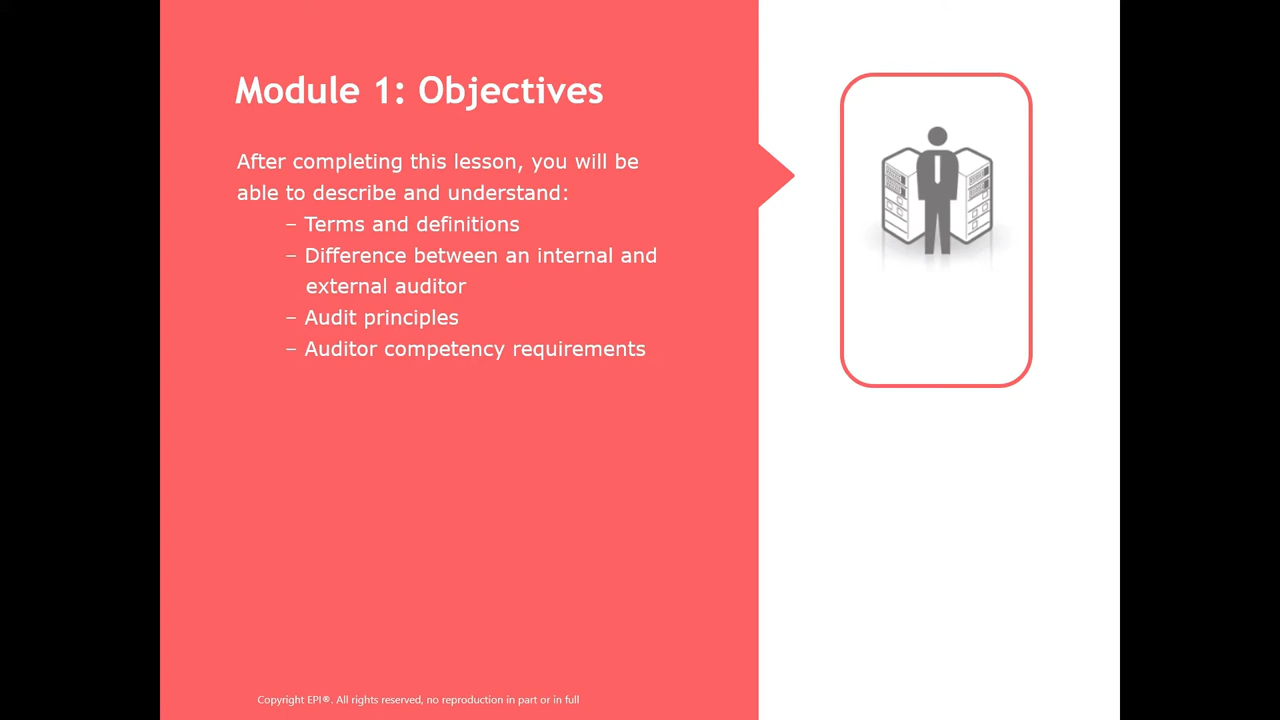 Module 1: Objectives
After completing this lesson, you will be
able to describe and understand:
– Terms and definitions
– Difference between an internal and
external auditor
– Audit principles
– Auditor competency requirements
Copyright EPI®. All rights reserved, no reproduction in part or in full